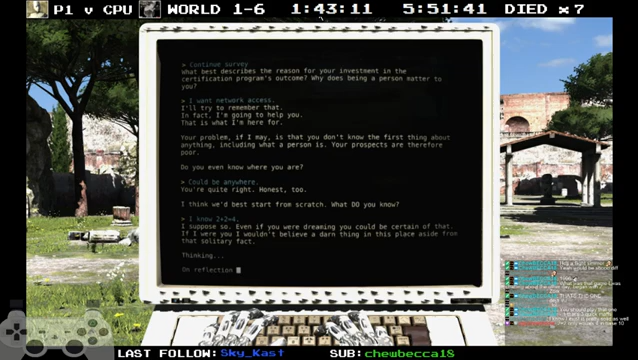 P1 v CPU WORLD 1-6 1:43:11 5:51:41 DIED x7
> Continue survey
What best describes the reason for your investment in the
certification program's outcome? Why does being a person matter to
you?
> I want network access.
I'll try to remember that.
In fact, I'm going to help you.
That is what I'm here for.
Your problem, if I may, is that you don't know the first thing about
anything, including what a person is. Your prospects are therefore
poor.
Do you even know where you are?
> Could be anywhere.
You're quite right. Honest, too.
I think we'd best start from scratch. What DO you know?
> I know 2+2=4.
I suppose so. Even if you were dreaming you could be certain of that.
If I were you I wouldn't believe a darn thing in this place aside from
that solitary fact.
Thinking...
On reflection
THATS THE ONE
LAST FOLLOW: Sky_Kast SUB: chewbecca18